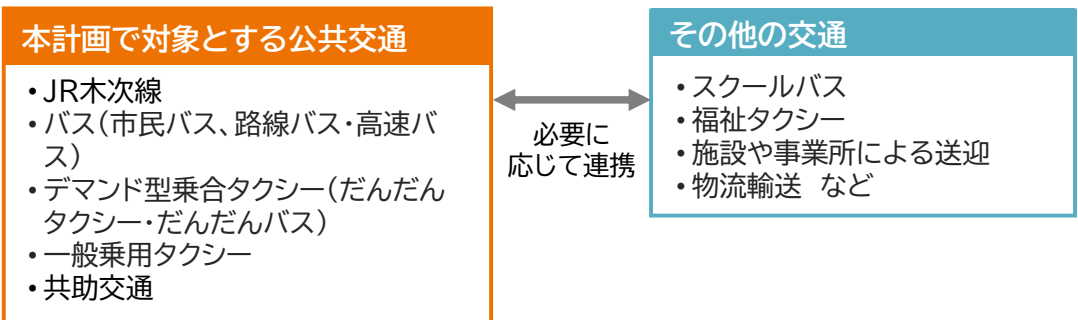 本計画で対象とする公共交通
•JR木次線
•バス(市民バス、路線バス・高速バ
ス)
•デマンド型乗合タクシー(だんだん
タクシー・だんだんバス)
•一般乗用タクシー
•共助交通
必要に
応じて連携
その他の交通
•スクールバス
•福祉タクシー
•施設や事業所による送迎
•物流輸送 など